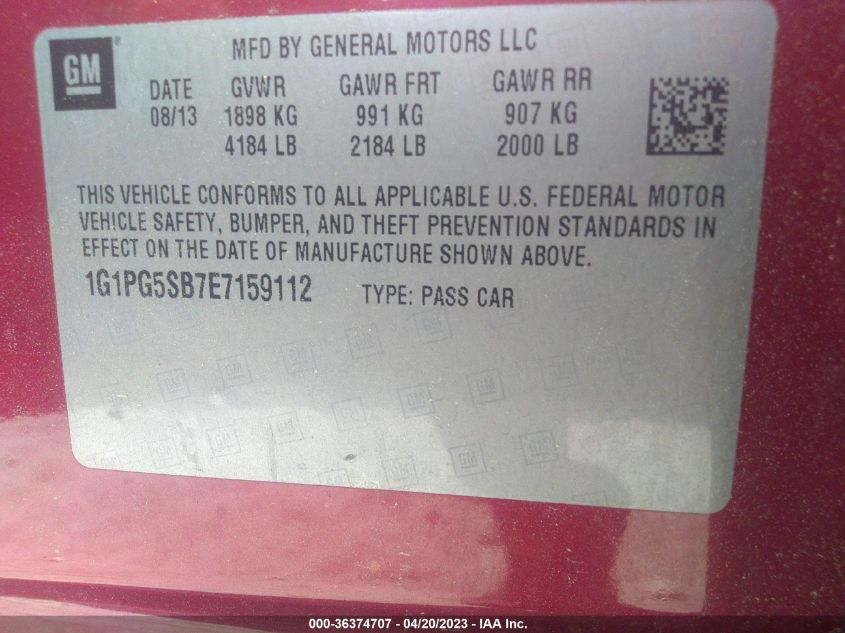 GM
MFD BY GENERAL MOTORS LLC
DATE GVWR GAWR FRT GAWR RR
08/13 1898 KG 991 KG 907 KG
4184 LB 2184 LB 2000 LB
THIS VEHICLE CONFORMS TO ALL APPLICABLE U.S. FEDERAL MOTOR
VEHICLE SAFETY, BUMPER, AND THEFT PREVENTION STANDARDS IN
EFFECT ON THE DATE OF MANUFACTURE SHOWN ABOVE.
1G1PG5SB7E7159112 TYPE: PASS CAR
000-36374707 - 04/20/2023 - IAA Inc.